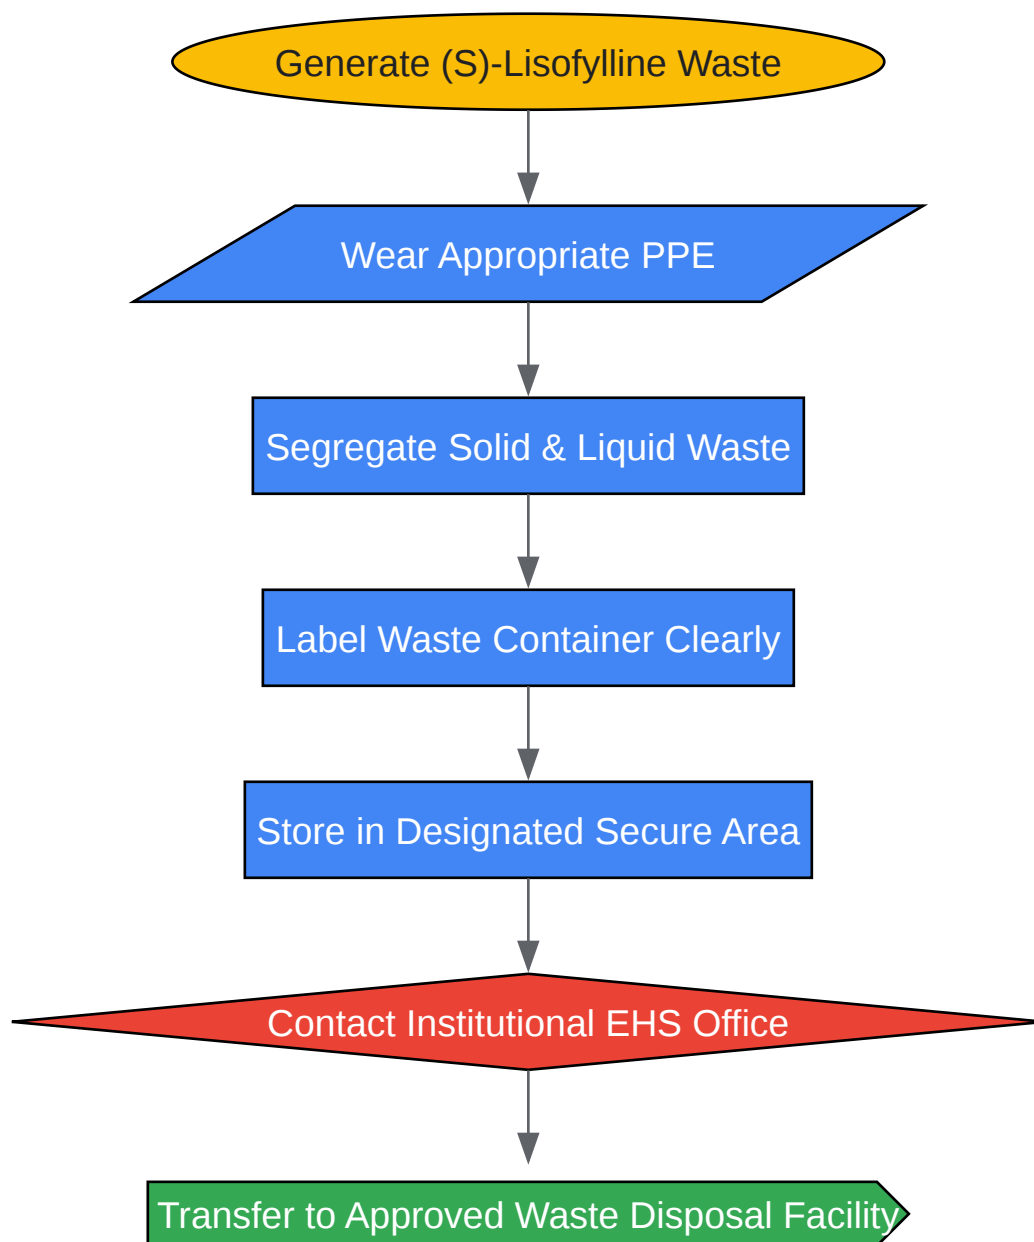 Generate (S)-Lisofylline Waste
Wear Appropriate PPE
Segregate Solid & Liquid Waste
Label Waste Container Clearly
Store in Designated Secure Area
Contact Institutional EHS Office
Transfer to Approved Waste Disposal Facility